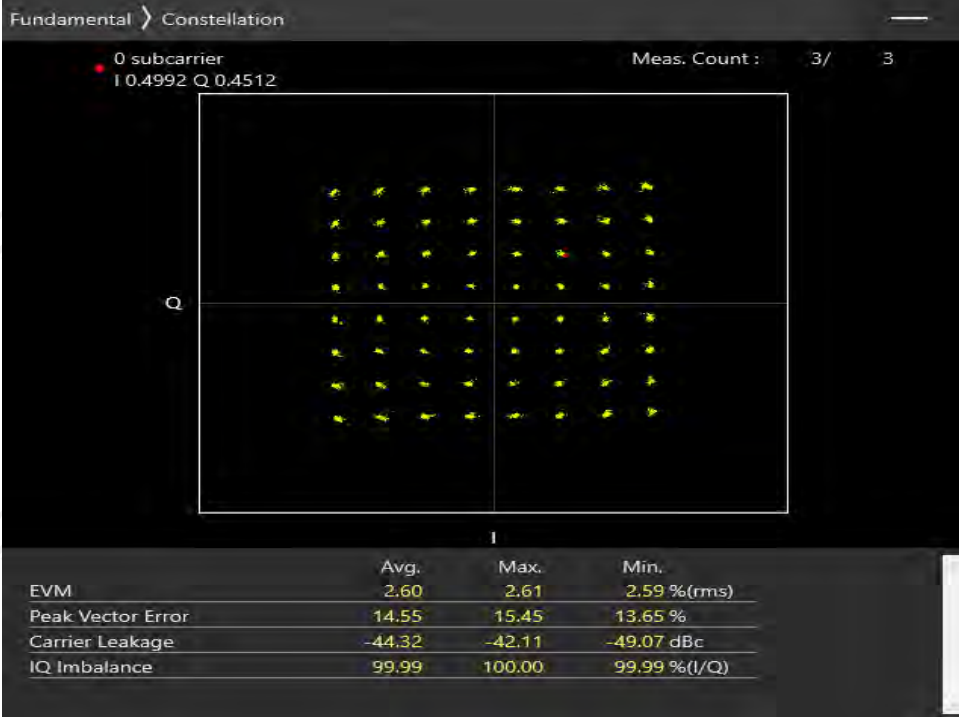 Fundamental 〉 Constellation
0 subcarrier
I 0.4992 Q 0.4512
Meas. Count : 3/ 3
Q
I
Avg. Max. Min.
EVM 2.60 2.61 2.59 %(rms)
Peak Vector Error 14.55 15.45 13.65 %
Carrier Leakage -44.32 -42.11 -49.07 dBc
IQ Imbalance 99.99 100.00 99.99 %(I/Q)